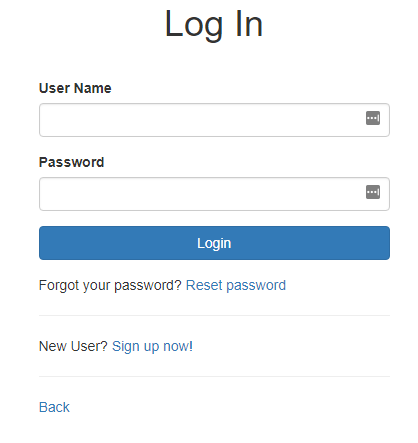 Log In
User Name
Password
Login
Forgot your password? Reset password
New User? Sign up now!
Back